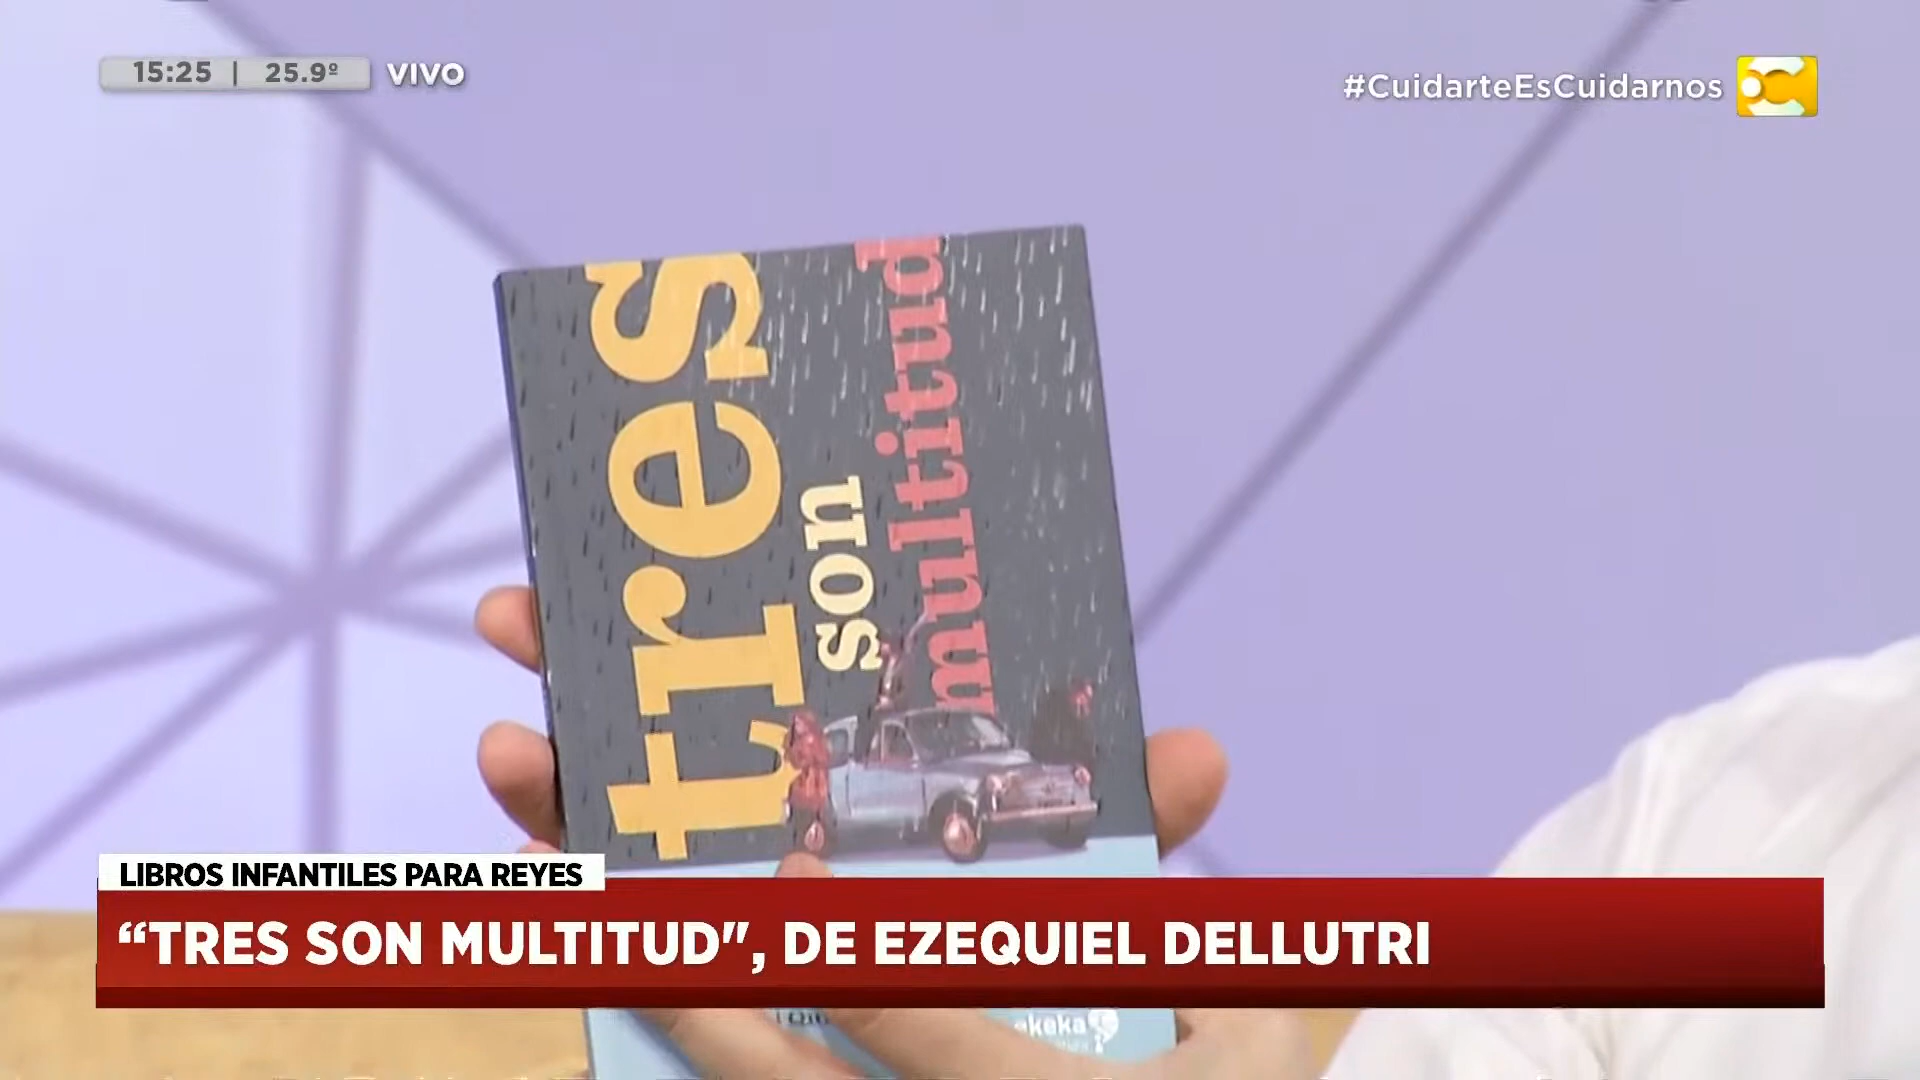 15:25 | 25.9º VIVO
#CuidarteEsCuidarnos
tres
son
multitud
LIBROS INFANTILES PARA REYES
“TRES SON MULTITUD", DE EZEQUIEL DELLUTRI